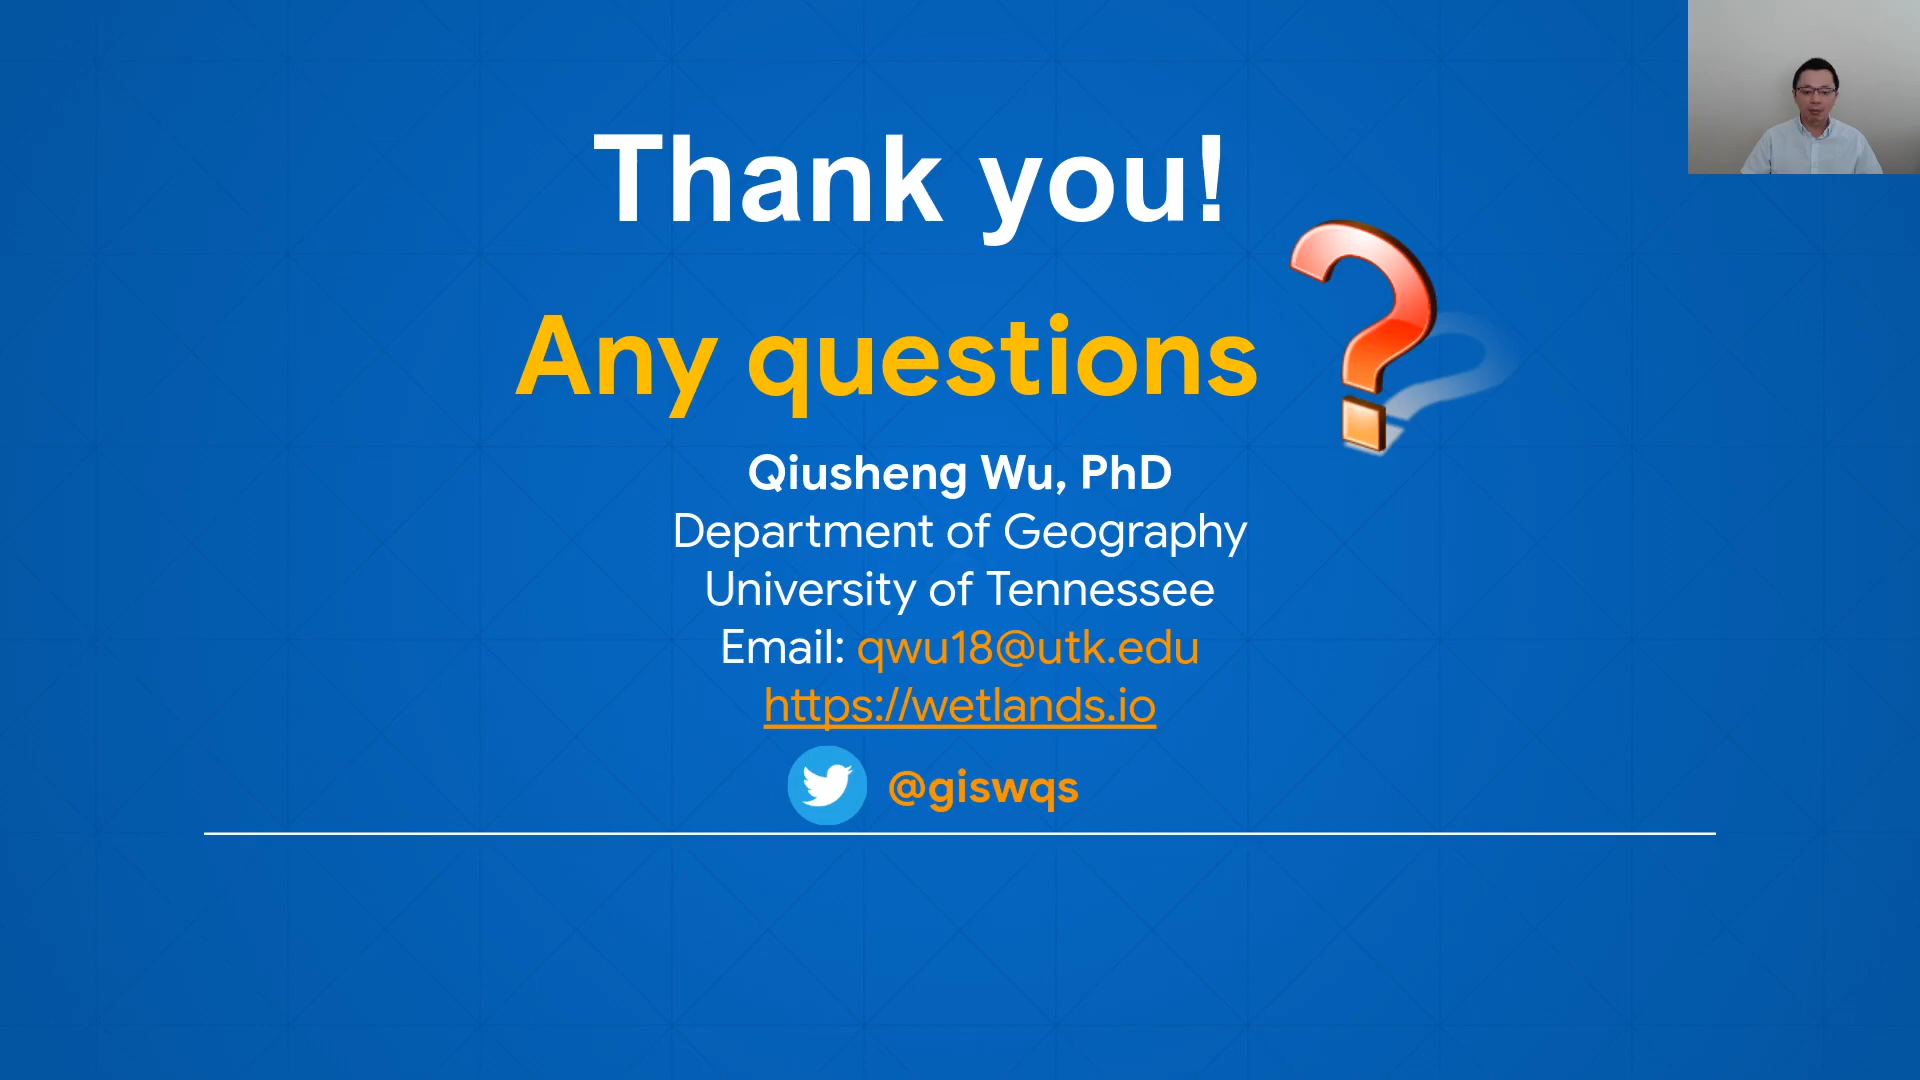 Thank you!
Any questions
Qiusheng Wu, PhD
Department of Geography
University of Tennessee
Email: qwu18@utk.edu
https://wetlands.io
@giswqs